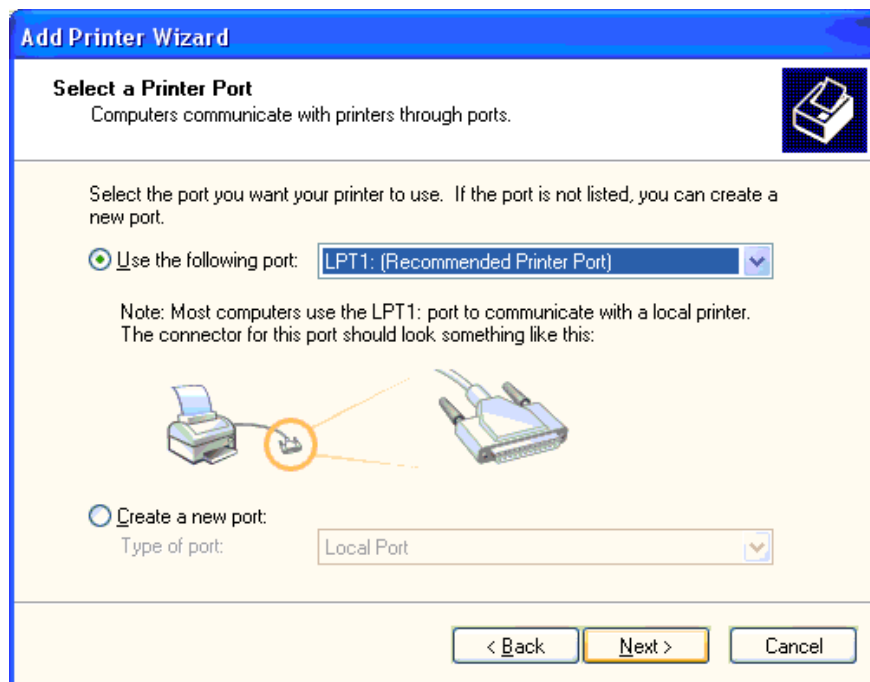 Add Printer Wizard
Select a Printer Port
Computers communicate with printers through ports.
Select the port you want your printer to use.  If the port is not listed, you can create a
new port.
Use the following port: LPT1: (Recommended Printer Port)
Note: Most computers use the LPT1: port to communicate with a local printer.
The connector for this port should look something like this:
Create a new port:
Type of port: Local Port
< Back Next > Cancel